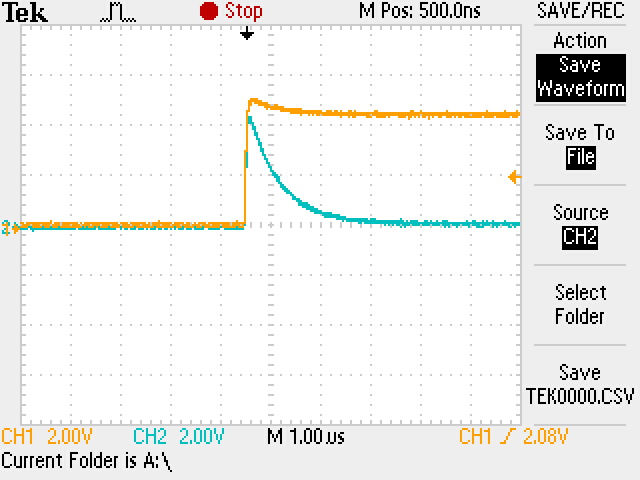 Tek Stop M Pos: 500.0ns SAVE/REC
Action
Save
Waveform
Save To
File
Source
CH2
Select
Folder
Save
TEK0000.CSV
CH1 2.00V CH2 2.00V M 1.00us CH1 2.08V
Current Folder is A:\